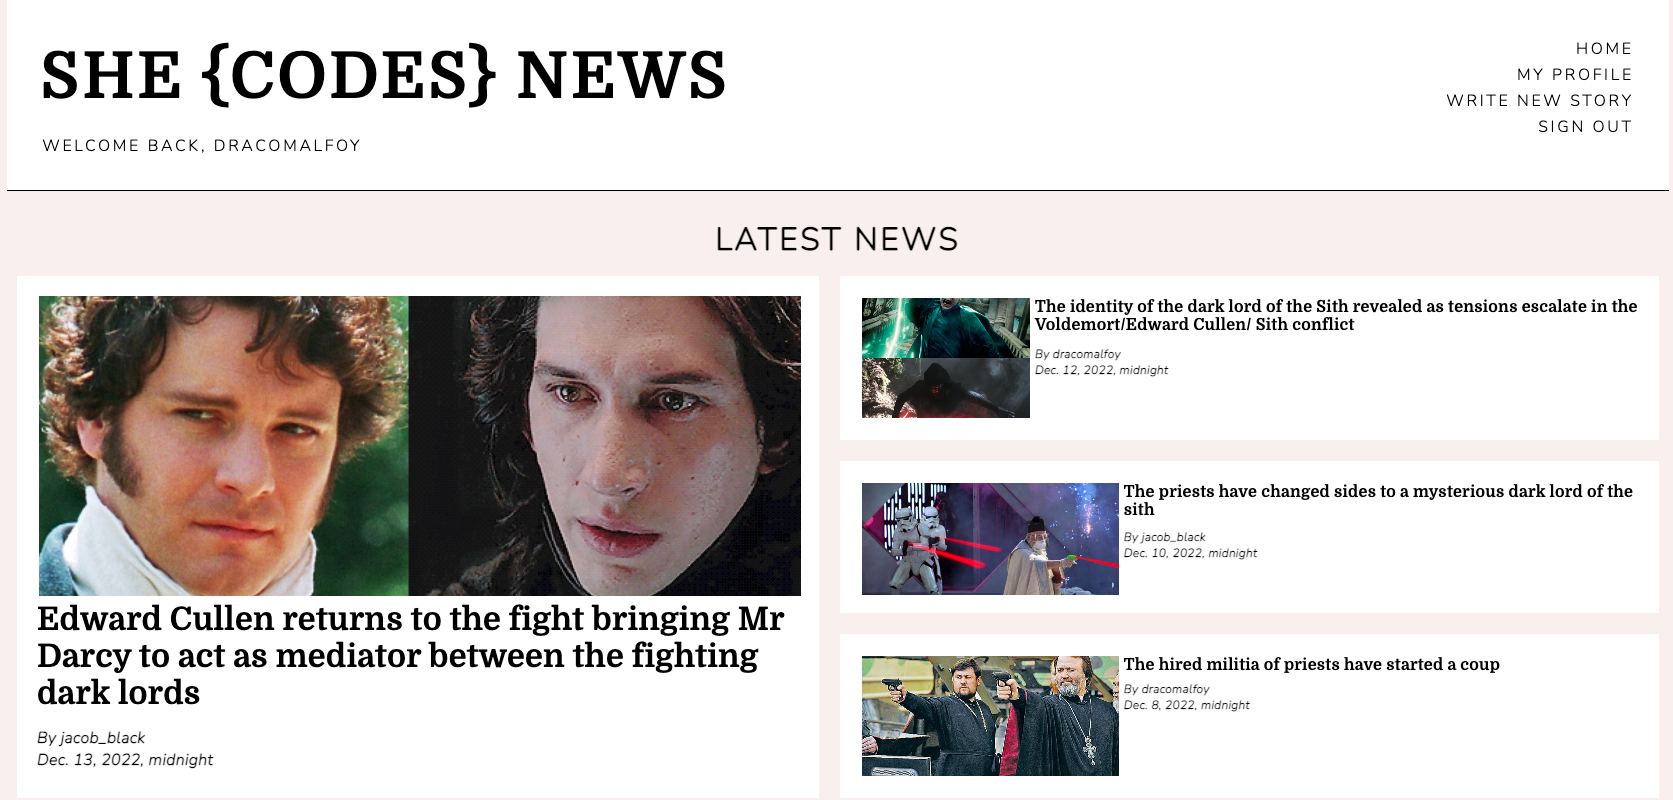 SHE {CODES} NEWS
WELCOME BACK, DRACOMALFOY
HOME
MY PROFILE
WRITE NEW STORY
SIGN OUT
LATEST NEWS
Edward Cullen returns to the fight bringing Mr
Darcy to act as mediator between the fighting
dark lords
By jacob_black
Dec. 13, 2022, midnight
The identity of the dark lord of the Sith revealed as tensions escalate in the
Voldemort/Edward Cullen/ Sith conflict
By dracomalfoy
Dec. 12, 2022, midnight
The priests have changed sides to a mysterious dark lord of the
sith
By jacob_black
Dec. 10, 2022, midnight
The hired militia of priests have started a coup
By dracomalfoy
Dec. 8, 2022, midnight